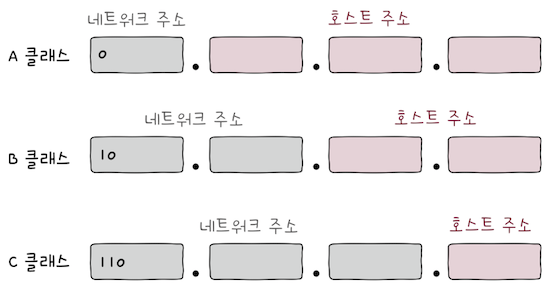 네트워크 주소 호스트 주소
A 클래스 0 . . .
네트워크 주소 호스트 주소
B 클래스 10 . . .
네트워크 주소 호스트 주소
C 클래스 110 . . .